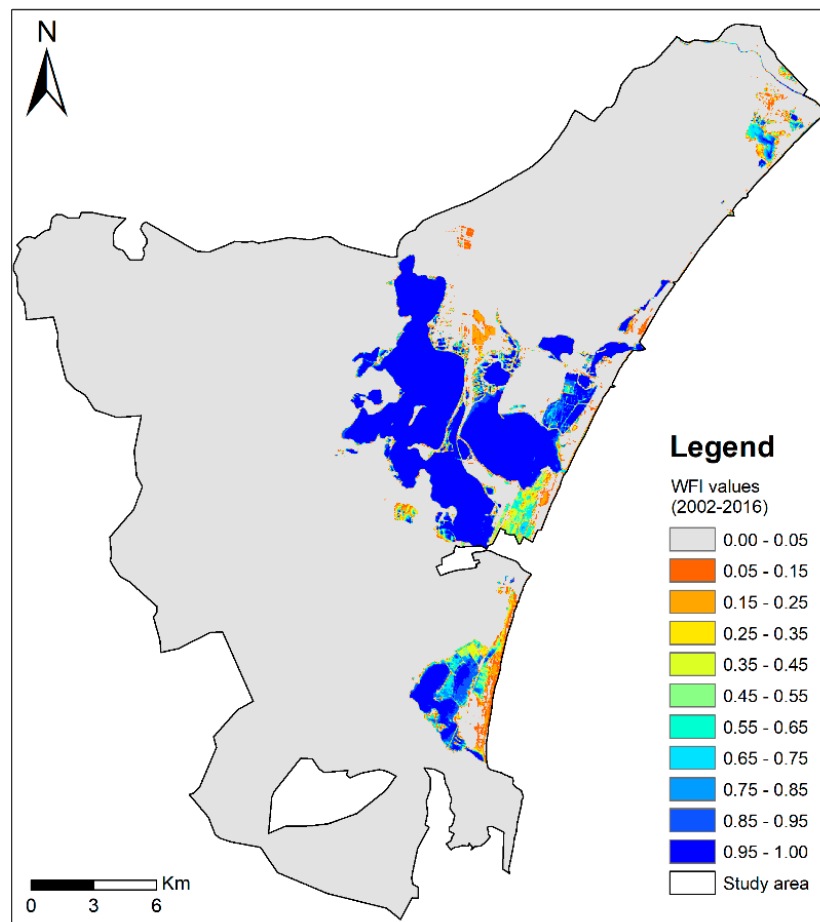 N
Legend
WFI values
(2002-2016)
0.00 - 0.05
0.05 - 0.15
0.15 - 0.25
0.25 - 0.35
0.35 - 0.45
0.45 - 0.55
0.55 - 0.65
0.65 - 0.75
0.75 - 0.85
0.85 - 0.95
0.95 - 1.00
Study area
Km
0 3 6